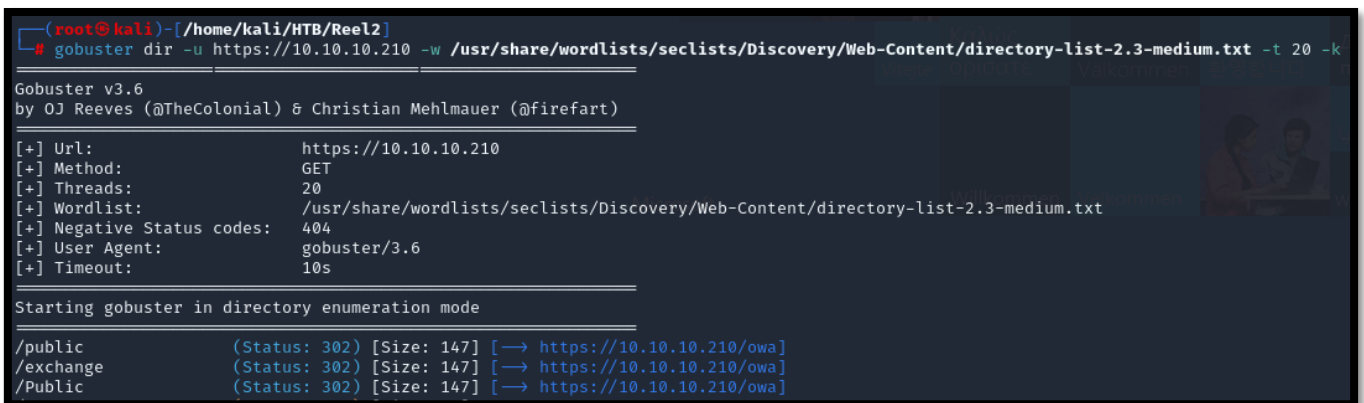 (root㉿kali)-[/home/kali/HTB/Reel2]
# gobuster dir -u https://10.10.10.210 -w /usr/share/wordlists/seclists/Discovery/Web-Content/directory-list-2.3-medium.txt -t 20 -k
Gobuster v3.6
by OJ Reeves (@TheColonial) & Christian Mehlmauer (@firefart)
[+] Url: https://10.10.10.210
[+] Method: GET
[+] Threads: 20
[+] Wordlist: /usr/share/wordlists/seclists/Discovery/Web-Content/directory-list-2.3-medium.txt
[+] Negative Status codes: 404
[+] User Agent: gobuster/3.6
[+] Timeout: 10s
Starting gobuster in directory enumeration mode
/public (Status: 302) [Size: 147] [→ https://10.10.10.210/owa]
/exchange (Status: 302) [Size: 147] [→ https://10.10.10.210/owa]
/Public (Status: 302) [Size: 147] [→ https://10.10.10.210/owa]